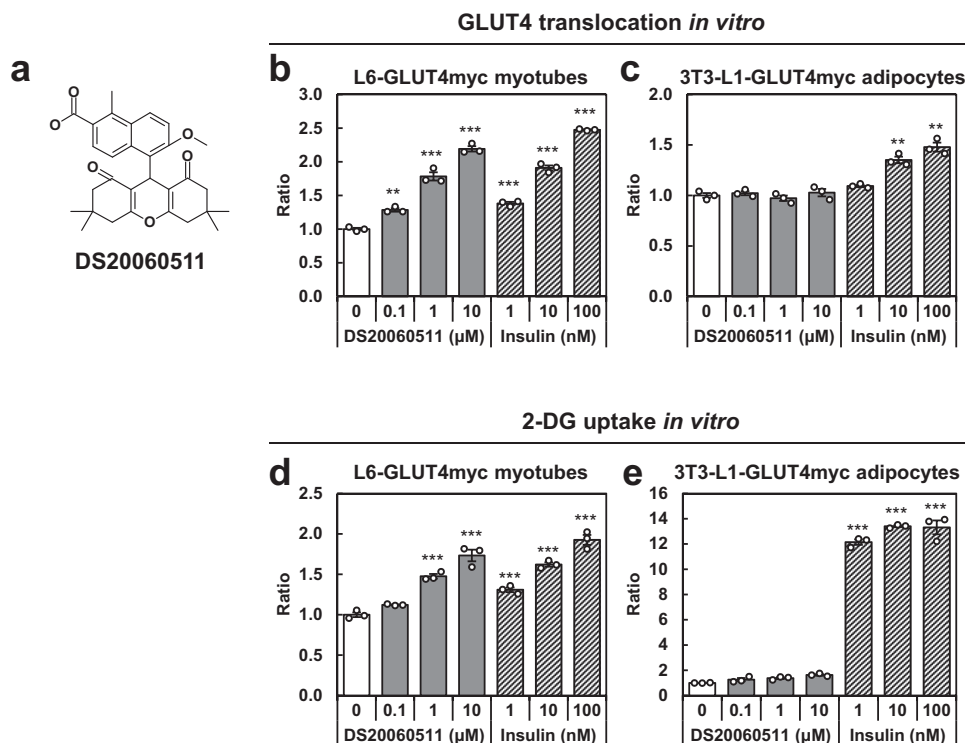 GLUT4 translocation in vitro
a
O
HO
O
O
O
O
DS20060511
b
L6-GLUT4myc myotubes
Ratio
3.0
2.5
2.0
1.5
1.0
0.5
0.0
**
***
***
***
***
***
0 0.1 1 10 1 10 100
DS20060511 (µM) Insulin (nM)
c
3T3-L1-GLUT4myc adipocytes
Ratio
2.0
1.5
1.0
0.5
0.0
**
**
0 0.1 1 10 1 10 100
DS20060511 (µM) Insulin (nM)
2-DG uptake in vitro
d
L6-GLUT4myc myotubes
Ratio
2.5
2.0
1.5
1.0
0.5
0.0
***
***
***
***
***
0 0.1 1 10 1 10 100
DS20060511 (µM) Insulin (nM)
e
3T3-L1-GLUT4myc adipocytes
Ratio
16
14
12
10
8
6
4
2
0
***
***
***
0 0.1 1 10 1 10 100
DS20060511 (µM) Insulin (nM)